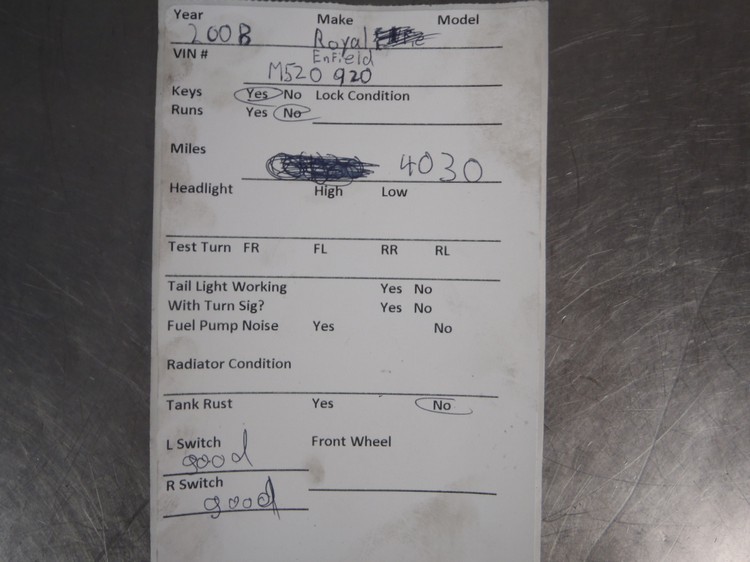 Year Make Model
2008 Royal
Enfield
VIN #
M520 920
Keys Yes No Lock Condition
Runs Yes No
Miles 4030
Headlight High Low
Test Turn FR FL RR RL
Tail Light Working Yes No
With Turn Sig? Yes No
Fuel Pump Noise Yes No
Radiator Condition
Tank Rust Yes No
L Switch Front Wheel
good
R Switch
good